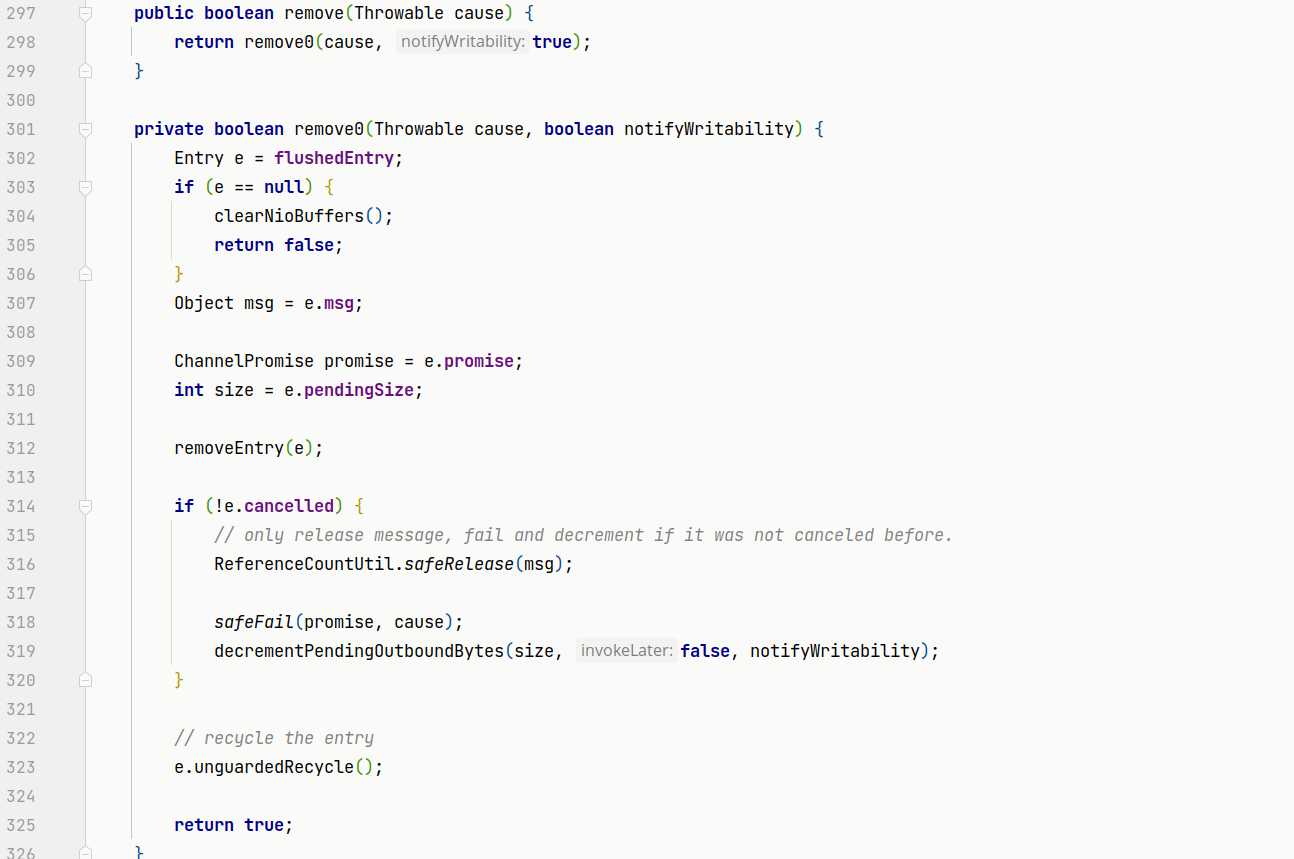 297 public boolean remove(Throwable cause) {
298 return remove0(cause, notifyWritability: true);
299 }
300
301 private boolean remove0(Throwable cause, boolean notifyWritability) {
302 Entry e = flushedEntry;
303 if (e == null) {
304 clearNioBuffers();
305 return false;
306 }
307 Object msg = e.msg;
308
309 ChannelPromise promise = e.promise;
310 int size = e.pendingSize;
311
312 removeEntry(e);
313
314 if (!e.cancelled) {
315 // only release message, fail and decrement if it was not canceled before.
316 ReferenceCountUtil.safeRelease(msg);
317
318 safeFail(promise, cause);
319 decrementPendingOutboundBytes(size, invokeLater: false, notifyWritability);
320 }
321
322 // recycle the entry
323 e.unguardedRecycle();
324
325 return true;
326 }